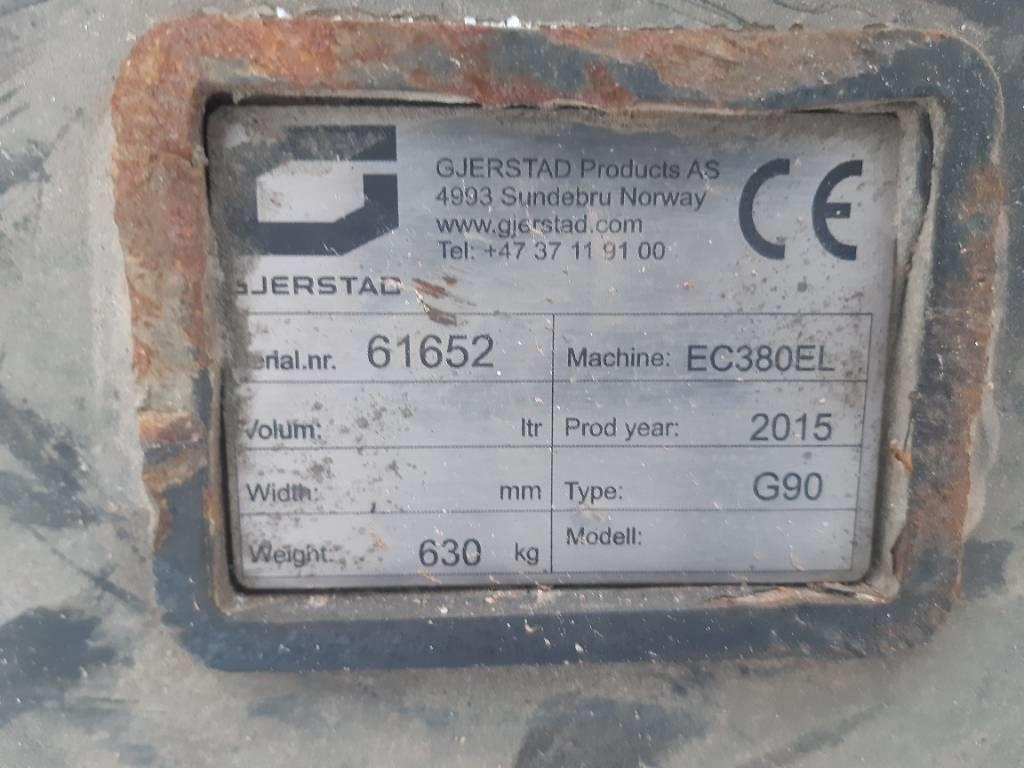 GJERSTAD Products AS
4993 Sundebru Norway
www.gjerstad.com
Tel: +47 37 11 91 00
CE
GJERSTAD
Serial.nr. 61652 Machine: EC380EL
Volum: ltr Prod year: 2015
Width: mm Type: G90
Weight: 630 kg Modell: